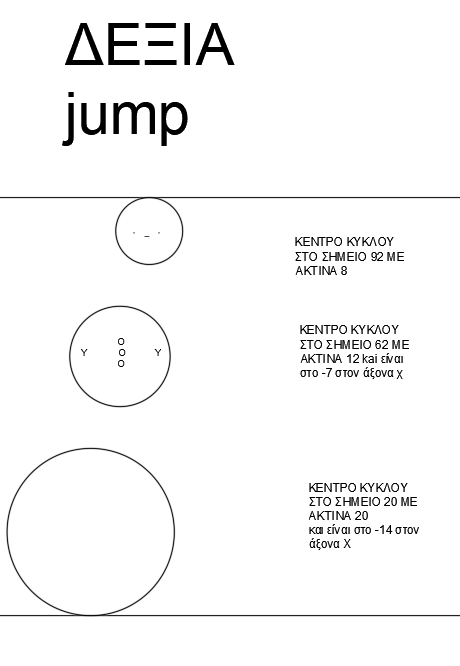 ΔΕΞΙΑ
jump
. _ .
ΚΕΝΤΡΟ ΚΥΚΛΟΥ
ΣΤΟ ΣΗΜΕΙΟ 92 ΜΕ
ΑΚΤΙΝΑ 8
O
Y O Y
O
ΚΕΝΤΡΟ ΚΥΚΛΟΥ
ΣΤΟ ΣΗΜΕΙΟ 62 ΜΕ
ΑΚΤΙΝΑ 12 kai είναι
στο -7 στον άξονα χ
ΚΕΝΤΡΟ ΚΥΚΛΟΥ
ΣΤΟ ΣΗΜΕΙΟ 20 ΜΕ
ΑΚΤΙΝΑ 20
και είναι στο -14 στον
άξονα Χ